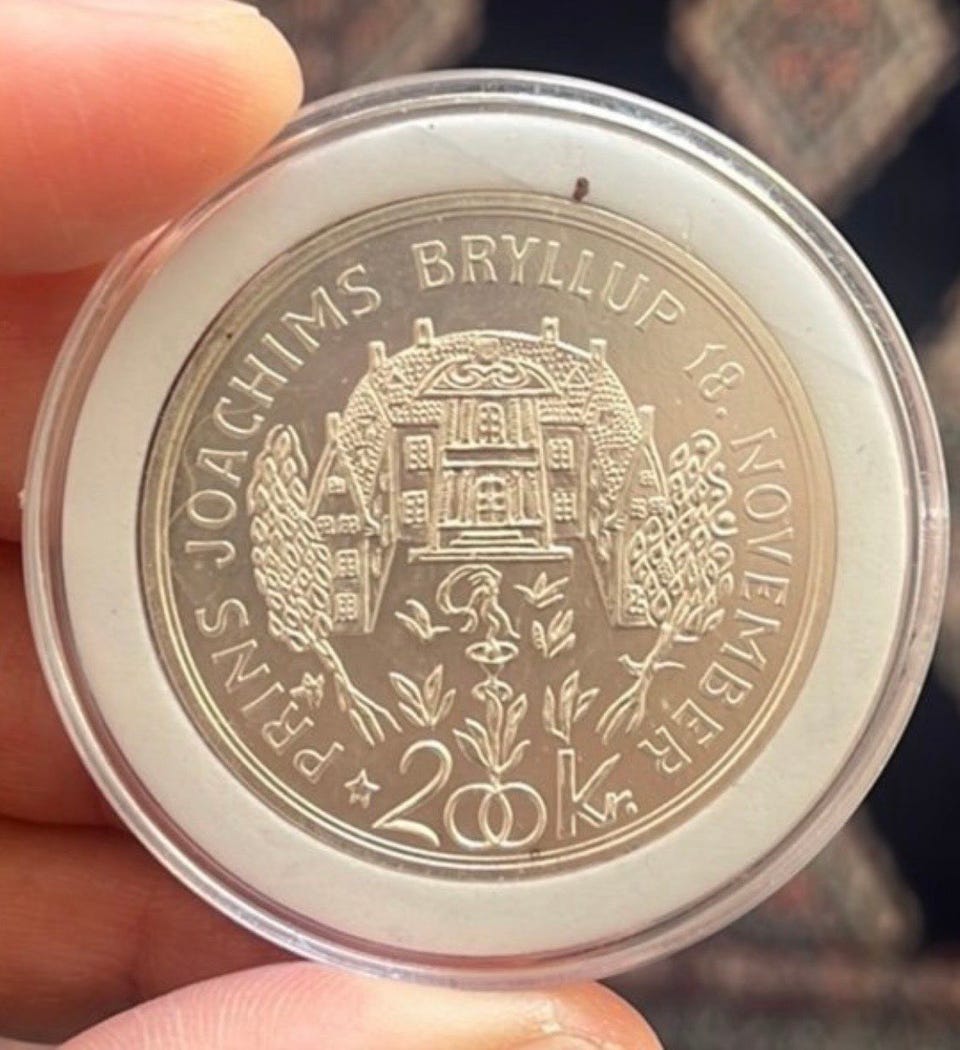 PRINS JOACHIMS BRYLLUP 18. NOVEMBER
200 Kr.